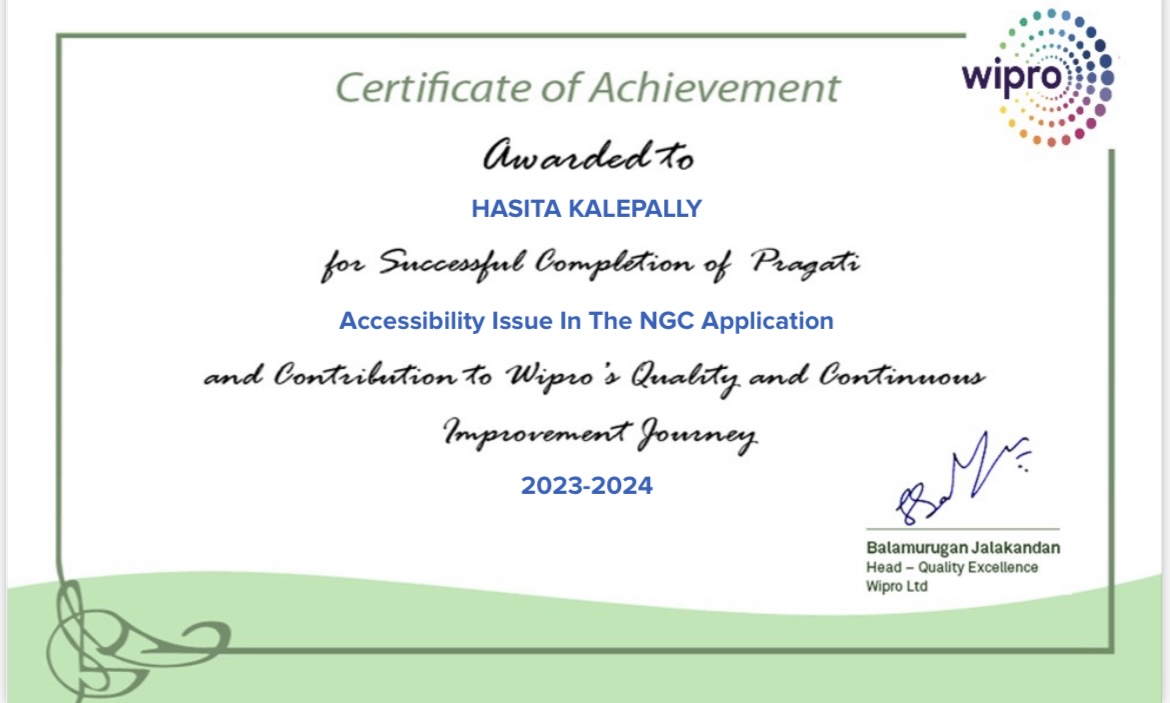 wipro
Certificate of Achievement
Awarded to
HASITA KALEPALLY
for Successful Completion of Pragati
Accessibility Issue In The NGC Application
and Contribution to Wipro's Quality and Continuous
Improvement Journey
2023-2024
Balamurugan Jalakandan
Head – Quality Excellence
Wipro Ltd